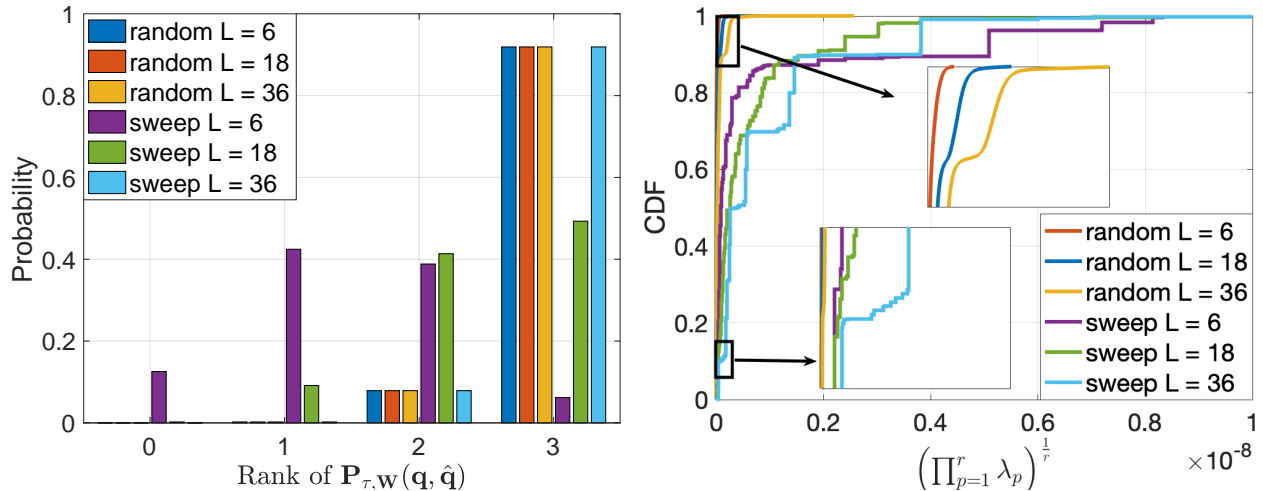 random L = 6
random L = 18
random L = 36
sweep L = 6
sweep L = 18
sweep L = 36
Probability
1
0.8
0.6
0.4
0.2
0
0 1 2 3
Rank of P_{τ,W}(q, q̂)
CDF
1
0.8
0.6
0.4
0.2
0
random L = 6
random L = 18
random L = 36
sweep L = 6
sweep L = 18
sweep L = 36
0 0.2 0.4 0.6 0.8 1
×10^{-8}
(∏_{p=1}^{r} λ_p)^{1/r}